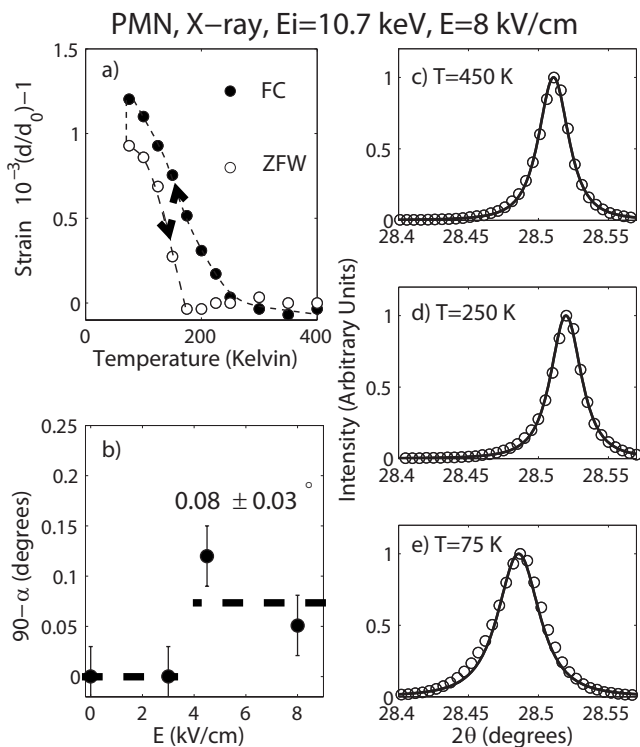 PMN, X−ray, Ei=10.7 keV, E=8 kV/cm
a)
FC
ZFW
Strain 10⁻³(d/d₀)−1
1.5
1
0.5
0
0
200
400
Temperature (Kelvin)
b)
0.08 ± 0.03°
90−α (degrees)
0.25
0.2
0.15
0.1
0.05
0
0
2
4
6
8
E (kV/cm)
Intensity (Arbitrary Units)
c) T=450 K
1
0.5
0
28.4
28.45
28.5
28.55
d) T=250 K
1
0.5
0
28.4
28.45
28.5
28.55
e) T=75 K
1
0.5
0
28.4
28.45
28.5
28.55
2θ (degrees)